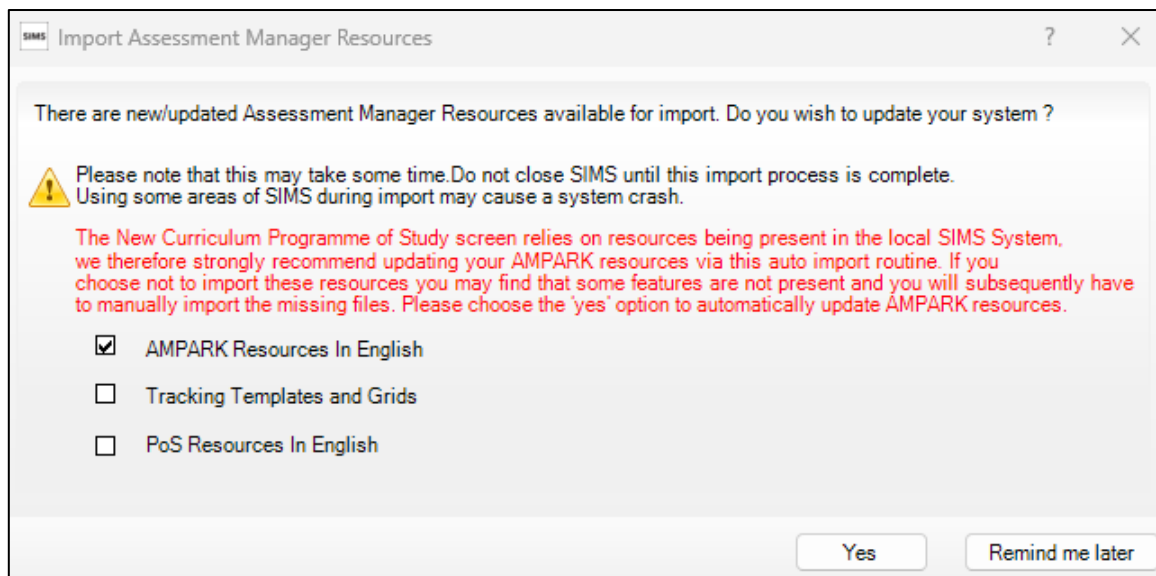 SIMS Import Assessment Manager Resources ?
There are new/updated Assessment Manager Resources available for import. Do you wish to update your system ?
Please note that this may take some time.Do not close SIMS until this import process is complete.
Using some areas of SIMS during import may cause a system crash.
The New Curriculum Programme of Study screen relies on resources being present in the local SIMS System,
we therefore strongly recommend updating your AMPARK resources via this auto import routine. If you
choose not to import these resources you may find that some features are not present and you will subsequently have
to manually import the missing files. Please choose the 'yes' option to automatically update AMPARK resources.
AMPARK Resources In English
Tracking Templates and Grids
PoS Resources In English
Yes Remind me later